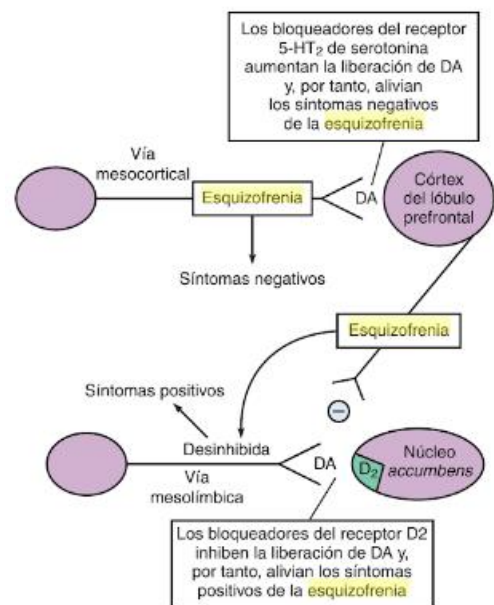 Los bloqueadores del receptor
5-HT2 de serotonina
aumentan la liberación de DA
y, por tanto, alivian
los síntomas negativos
de la esquizofrenia
Vía
mesocortical
Esquizofrenia
DA
Córtex
del lóbulo
prefrontal
Síntomas negativos
Esquizofrenia
Síntomas positivos
−
Desinhibida
Vía
mesolímbica
DA
D2
Núcleo
accumbens
Los bloqueadores del receptor D2
inhiben la liberación de DA y,
por tanto, alivian los síntomas
positivos de la esquizofrenia